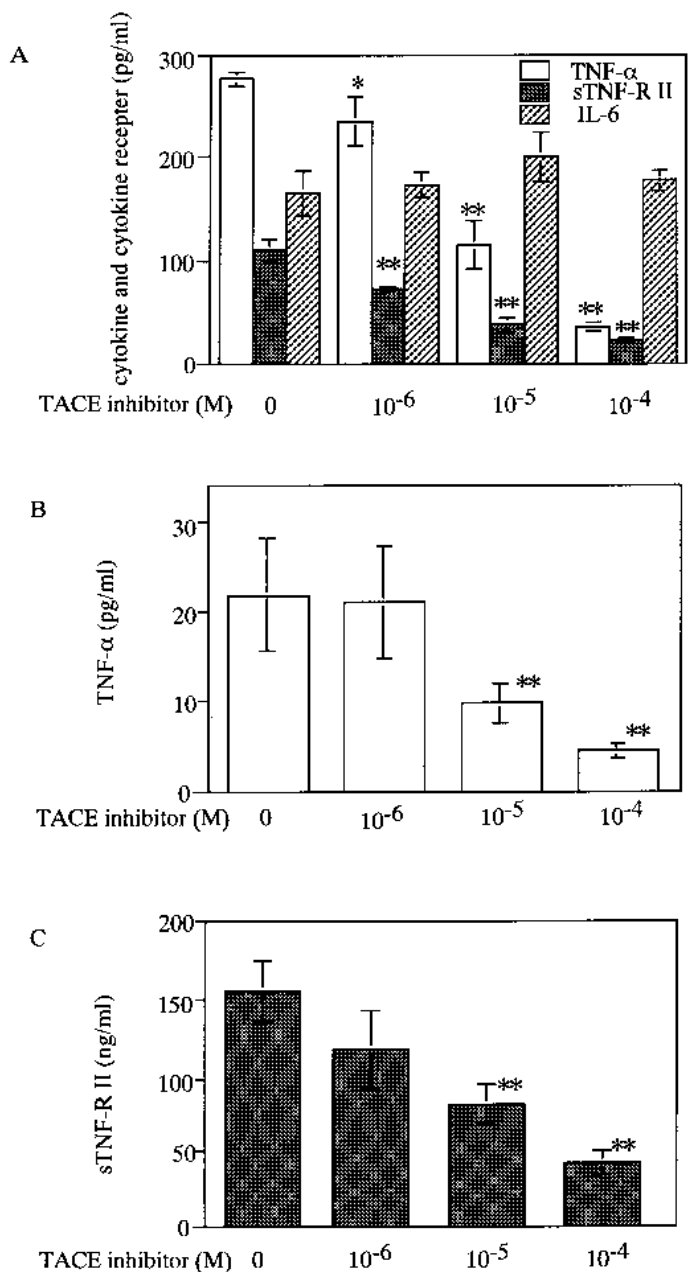 A
cytokine and cytokine recepter (pg/ml)
300
200
100
0
TNF-α
sTNF-R II
IL-6
*
**
**
**
**
**
TACE inhibitor (M) 0 10⁻⁶ 10⁻⁵ 10⁻⁴
B
TNF-α (pg/ml)
30
20
10
0
**
**
TACE inhibitor (M) 0 10⁻⁶ 10⁻⁵ 10⁻⁴
C
sTNF-R II (ng/ml)
200
150
100
50
0
**
**
TACE inhibitor (M) 0 10⁻⁶ 10⁻⁵ 10⁻⁴